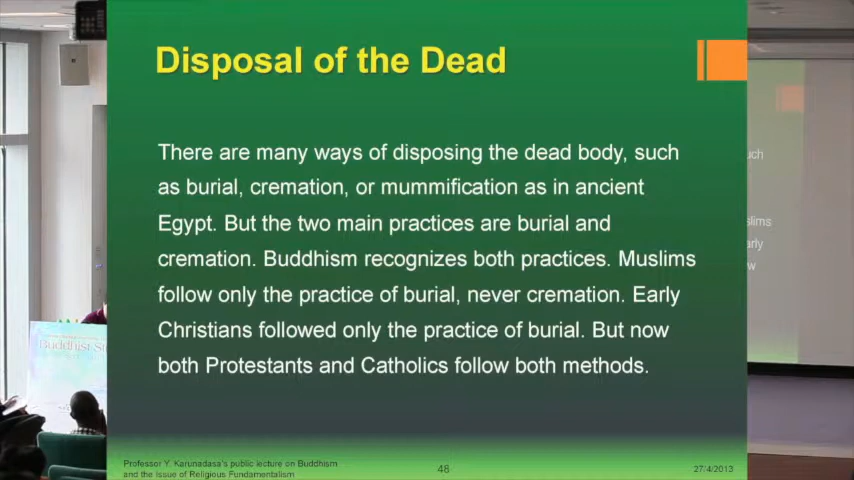 Disposal of the Dead
There are many ways of disposing the dead body, such
as burial, cremation, or mummification as in ancient
Egypt. But the two main practices are burial and
cremation. Buddhism recognizes both practices. Muslims
follow only the practice of burial, never cremation. Early
Christians followed only the practice of burial. But now
both Protestants and Catholics follow both methods.
Professor Y. Karunadasa's public lecture on Buddhism
and the Issue of Religious Fundamentalism
48
27/4/2013
Buddhist